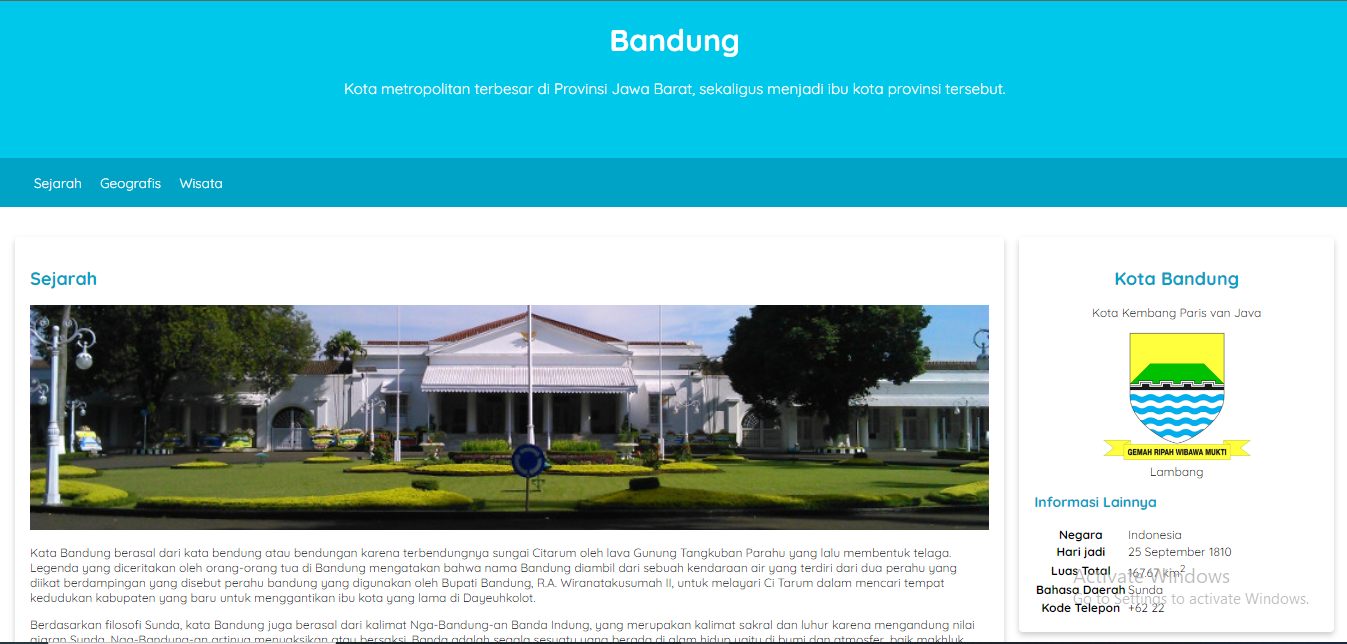 Bandung
Kota metropolitan terbesar di Provinsi Jawa Barat, sekaligus menjadi ibu kota provinsi tersebut.
Sejarah Geografis Wisata
Sejarah
Kata Bandung berasal dari kata bendung atau bendungan karena terbendungnya sungai Citarum oleh lava Gunung Tangkuban Parahu yang lalu membentuk telaga.
Legenda yang diceritakan oleh orang-orang tua di Bandung mengatakan bahwa nama Bandung diambil dari sebuah kendaraan air yang terdiri dari dua perahu yang
diikat berdampingan yang disebut perahu bandung yang digunakan oleh Bupati Bandung, R.A. Wiranatakusumah II, untuk melayari Ci Tarum dalam mencari tempat
kedudukan kabupaten yang baru untuk menggantikan ibu kota yang lama di Dayeuhkolot.
Berdasarkan filosofi Sunda, kata Bandung juga berasal dari kalimat Nga-Bandung-an Banda Indung, yang merupakan kalimat sakral dan luhur karena mengandung nilai
ajaran Sunda. Nga-Bandung-an artinya menyaksikan atau bersaksi. Banda adalah segala sesuatu yang berada di alam hidup yaitu di bumi dan atmosfer, baik makhluk
Kota Bandung
Kota Kembang Paris van Java
GEMAH RIPAH WIBAWA MUKTI
Lambang
Informasi Lainnya
Negara Indonesia
Hari jadi 25 September 1810
Luas Total 167.67 km2
Bahasa Daerah Sunda
Kode Telepon +62 22
Activate Windows
Go to Settings to activate Windows.